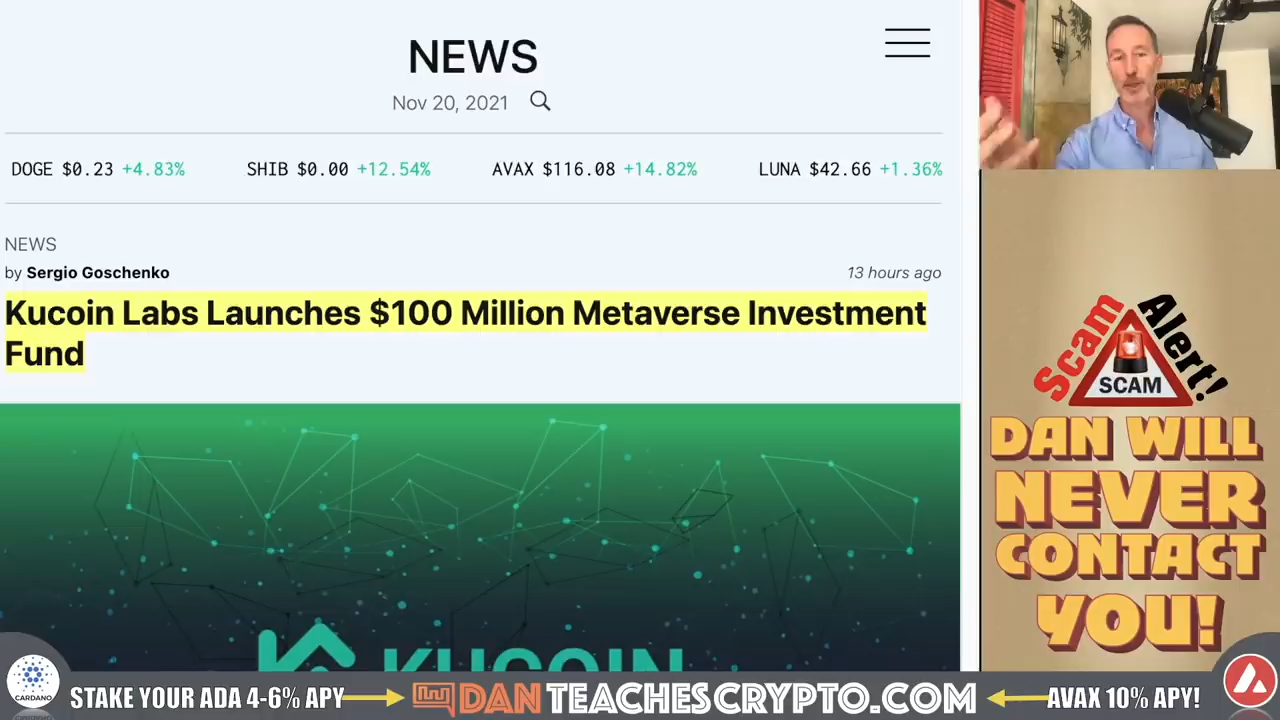 NEWS
Nov 20, 2021
DOGE $0.23 +4.83% SHIB $0.00 +12.54% AVAX $116.08 +14.82% LUNA $42.66 +1.36%
NEWS
by Sergio Goschenko
13 hours ago
Kucoin Labs Launches $100 Million Metaverse Investment
Fund
KUCOIN
Scam Alert!
SCAM
DAN WILL
NEVER
CONTACT
YOU!
CARDANO
STAKE YOUR ADA 4-6% APY
DANTEACHESCRYPTO.COM
AVAX 10% APY!